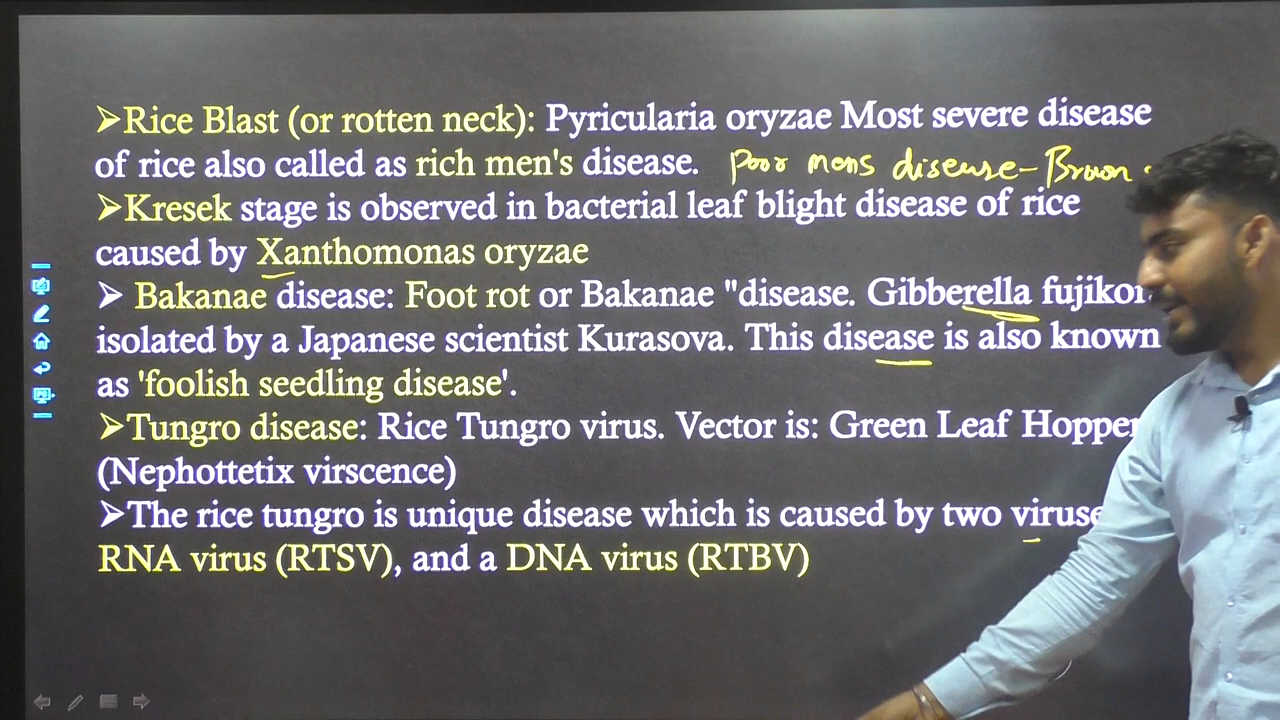 ➢Rice Blast (or rotten neck): Pyricularia oryzae Most severe disease
of rice also called as rich men's disease. Poor mens disease - Brown
➢Kresek stage is observed in bacterial leaf blight disease of rice
caused by Xanthomonas oryzae
➢ Bakanae disease: Foot rot or Bakanae "disease. Gibberella fujikor
isolated by a Japanese scientist Kurasova. This disease is also known
as 'foolish seedling disease'.
➢Tungro disease: Rice Tungro virus. Vector is: Green Leaf Hopper
(Nephottetix virscence)
➢The rice tungro is unique disease which is caused by two viruse
RNA virus (RTSV), and a DNA virus (RTBV)